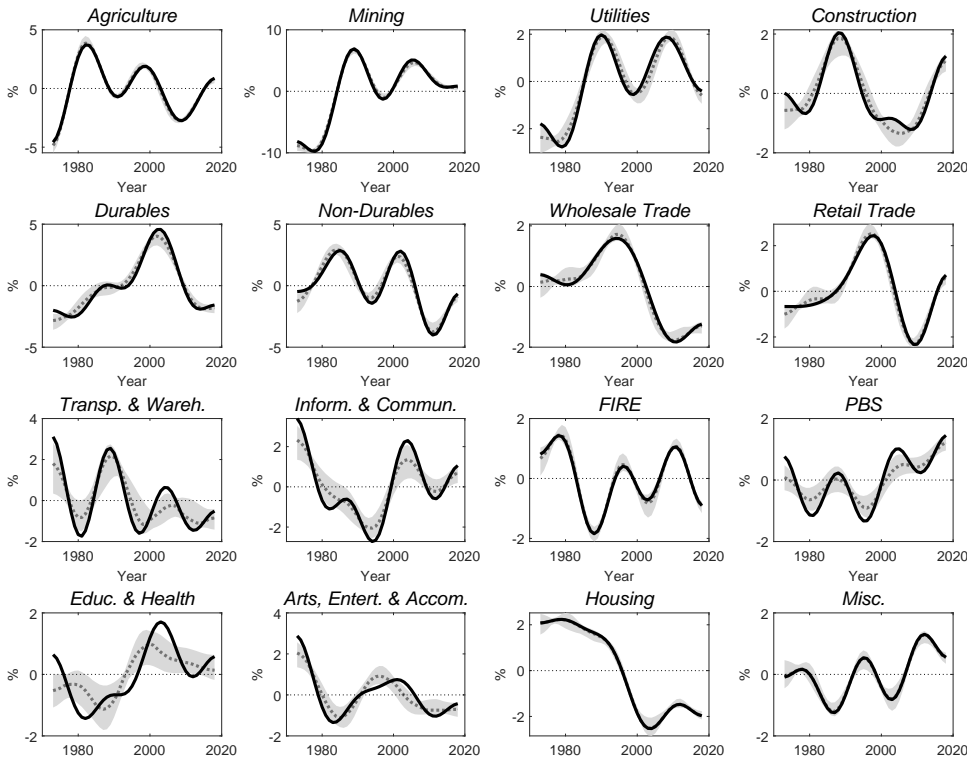 Agriculture
5
0
-5
%
1980 2000 2020
Year
Mining
10
0
-10
%
1980 2000 2020
Year
Utilities
2
0
-2
%
1980 2000 2020
Year
Construction
2
0
-2
%
1980 2000 2020
Year
Durables
5
0
-5
%
1980 2000 2020
Year
Non-Durables
5
0
-5
%
1980 2000 2020
Year
Wholesale Trade
2
0
-2
%
1980 2000 2020
Year
Retail Trade
2
0
-2
%
1980 2000 2020
Year
Transp. & Wareh.
4
2
0
-2
%
1980 2000 2020
Year
Inform. & Commun.
2
0
-2
%
1980 2000 2020
Year
FIRE
2
0
-2
%
1980 2000 2020
Year
PBS
2
0
-2
%
1980 2000 2020
Year
Educ. & Health
2
0
-2
%
1980 2000 2020
Arts, Entert. & Accom.
4
2
0
-2
%
1980 2000 2020
Housing
2
0
-2
%
1980 2000 2020
Misc.
2
0
-2
%
1980 2000 2020